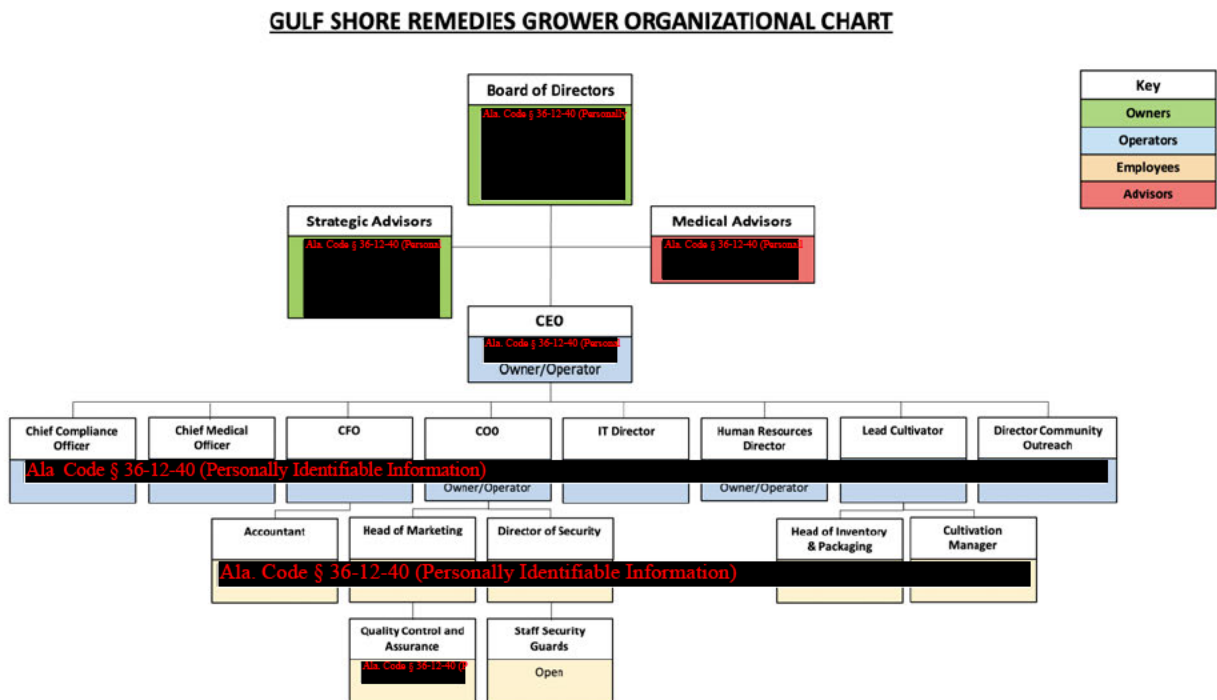 GULF SHORE REMEDIES GROWER ORGANIZATIONAL CHART
Board of Directors
Ala. Code § 36-12-40 (Personally
Key
Owners
Operators
Employees
Advisors
Strategic Advisors
Ala. Code § 36-12-40 (Personal
Medical Advisors
Ala. Code § 36-12-40 (Personal
CEO
Ala. Code § 36-12-40 (Personal
Owner/Operator
Chief Compliance
Officer
Chief Medical
Officer
CFO
COO
IT Director
Human Resources
Director
Lead Cultivator
Director Community
Outreach
Ala Code § 36-12-40 (Personally Identifiable Information)
Owner/Operator
Owner/Operator
Accountant
Head of Marketing
Director of Security
Head of Inventory
& Packaging
Cultivation
Manager
Ala. Code § 36-12-40 (Personally Identifiable Information)
Quality Control and
Assurance
Ala. Code § 36-12-40 (P
Staff Security
Guards
Open